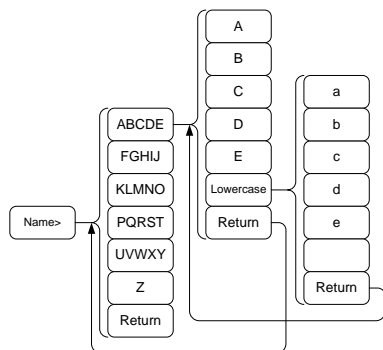 Name>
ABCDE
FGHIJ
KLMNO
PQRST
UVWXY
Z
Return
A
B
C
D
E
Lowercase
Return
a
b
c
d
e
Return